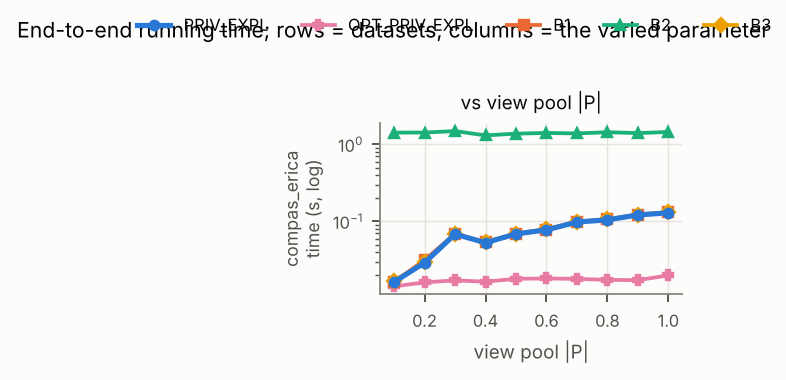 PRIV_EXPL OPT_PRIV_EXPL B1 B2 B3
End-to-end running time; rows = datasets, columns = the varied parameter
vs view pool |P|
compas_erica
time (s, log)
10⁰
10⁻¹
0.2 0.4 0.6 0.8 1.0
view pool |P|